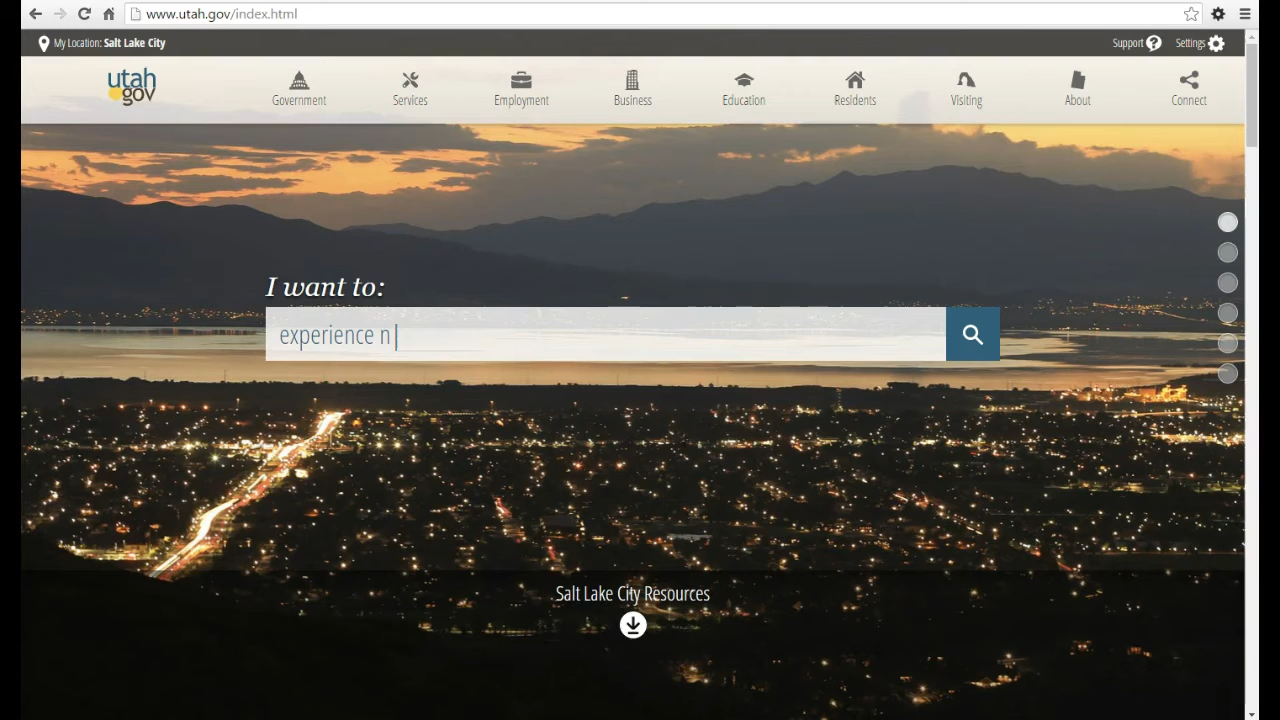 www.utah.gov/index.html
My Location: Salt Lake City
Support
Settings
utah
gov
Government
Services
Employment
Business
Education
Residents
Visiting
About
Connect
I want to:
experience n
Salt Lake City Resources